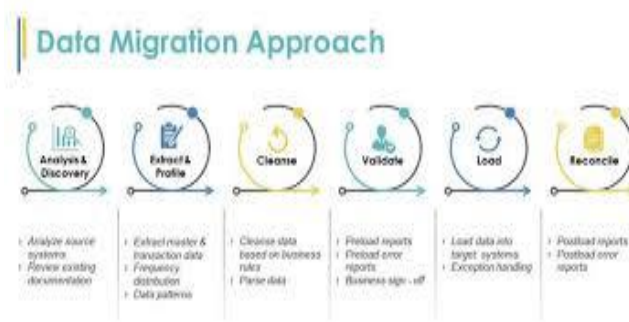 Data Migration Approach
Analysis &
Discovery
Extract &
Profile
Cleanse
Validate
Load
Reconcile
Analyze source
systems
Review existing
documentation
Extract master &
transaction data
Frequency
distribution
Data patterns
Cleanse data
based on business
rules
Parse data
Preload reports
Preload error
reports
Business sign - off
Load data into
target systems
Exception handling
Postload reports
Postload error
reports